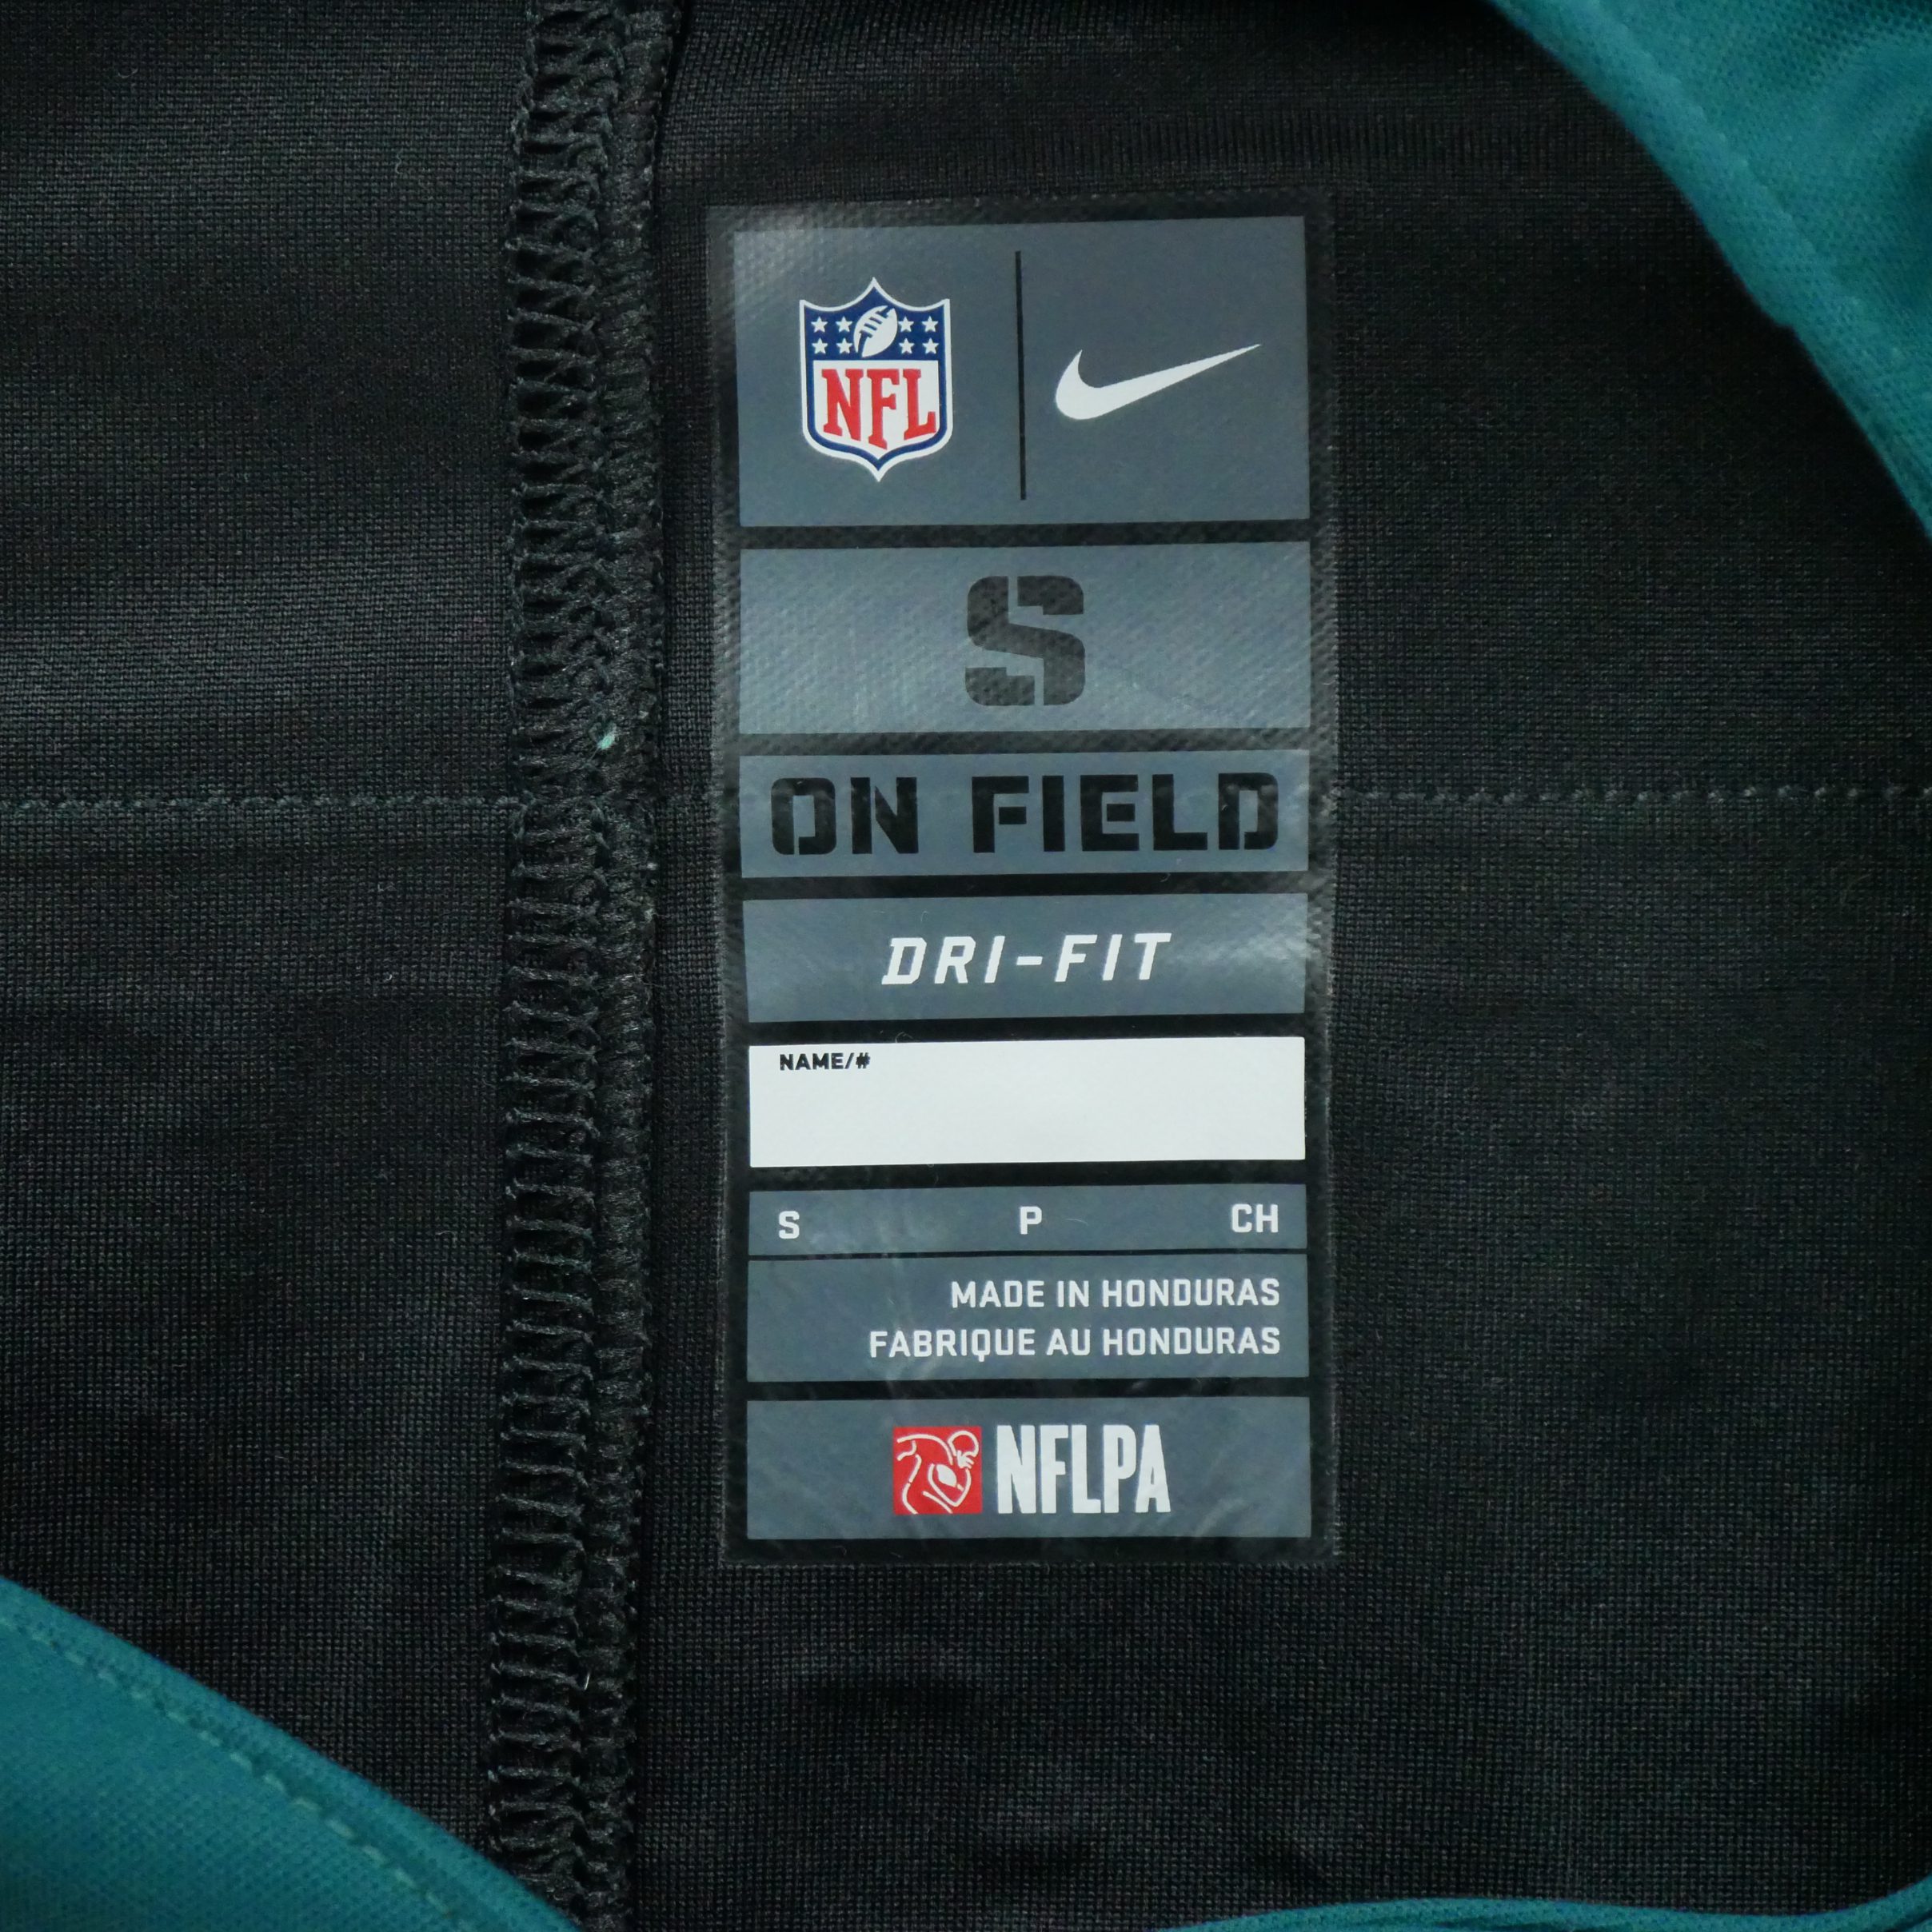 NFL
S
ON FIELD
DRI-FIT
NAME/#
S P CH
MADE IN HONDURAS
FABRIQUE AU HONDURAS
NFLPA